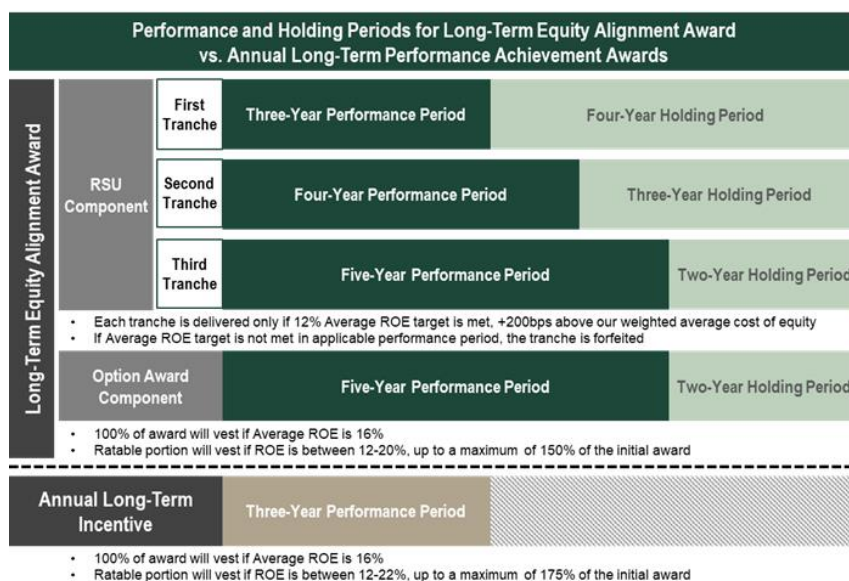 Performance and Holding Periods for Long-Term Equity Alignment Award
vs. Annual Long-Term Performance Achievement Awards
Long-Term Equity Alignment Award
RSU
Component
First
Tranche
Three-Year Performance Period
Four-Year Holding Period
Second
Tranche
Four-Year Performance Period
Three-Year Holding Period
Third
Tranche
Five-Year Performance Period
Two-Year Holding Period
• Each tranche is delivered only if 12% Average ROE target is met, +200bps above our weighted average cost of equity
• If Average ROE target is not met in applicable performance period, the tranche is forfeited
Option Award
Component
Five-Year Performance Period
Two-Year Holding Period
• 100% of award will vest if Average ROE is 16%
• Ratable portion will vest if ROE is between 12-20%, up to a maximum of 150% of the initial award
Annual Long-Term
Incentive
Three-Year Performance Period
• 100% of award will vest if Average ROE is 16%
• Ratable portion will vest if ROE is between 12-22%, up to a maximum of 175% of the initial award